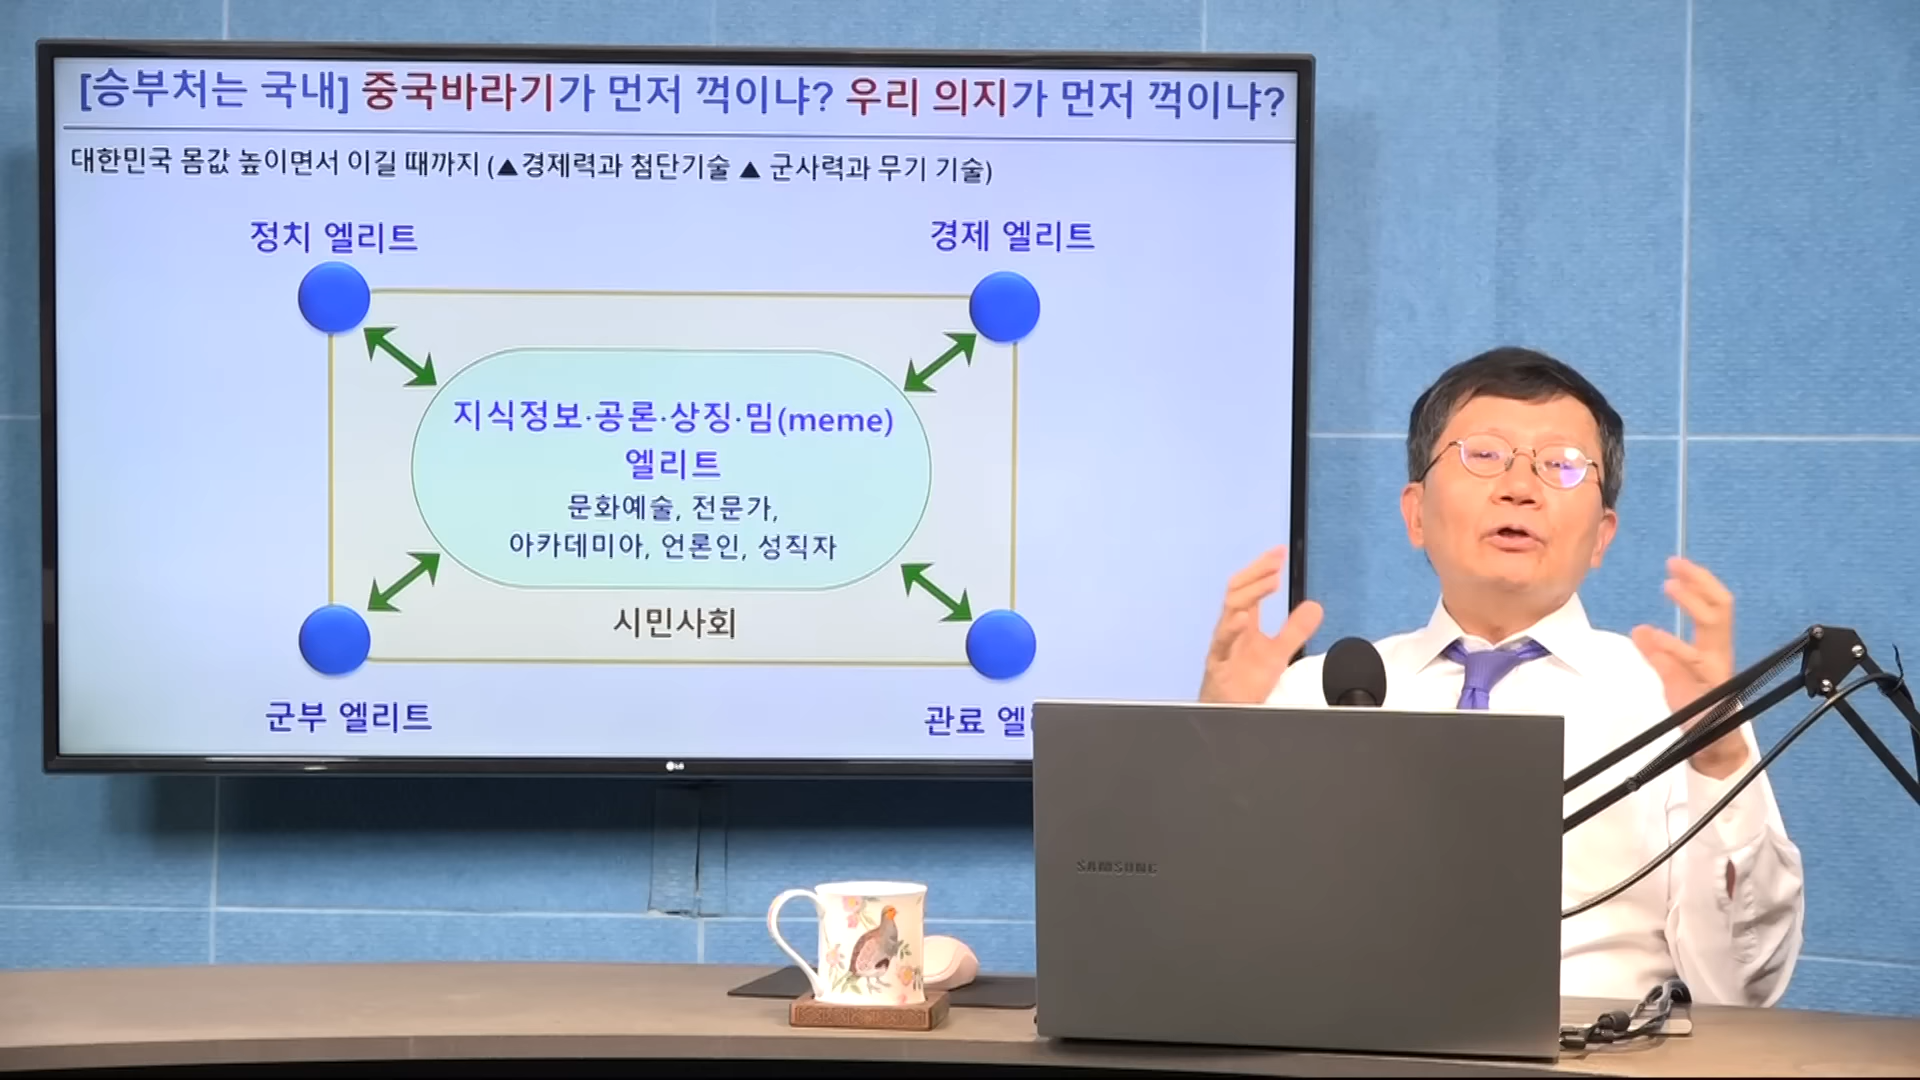 [승부처는 국내] 중국바라기가 먼저 꺽이냐? 우리 의지가 먼저 꺽이냐?
대한민국 몸값 높이면서 이길 때까지 (▲경제력과 첨단기술 ▲ 군사력과 무기 기술)
정치 엘리트
경제 엘리트
지식정보·공론·상징·밈(meme)
엘리트
문화예술, 전문가,
아카데미아, 언론인, 성직자
시민사회
군부 엘리트
관료
LG
SAMSUNG